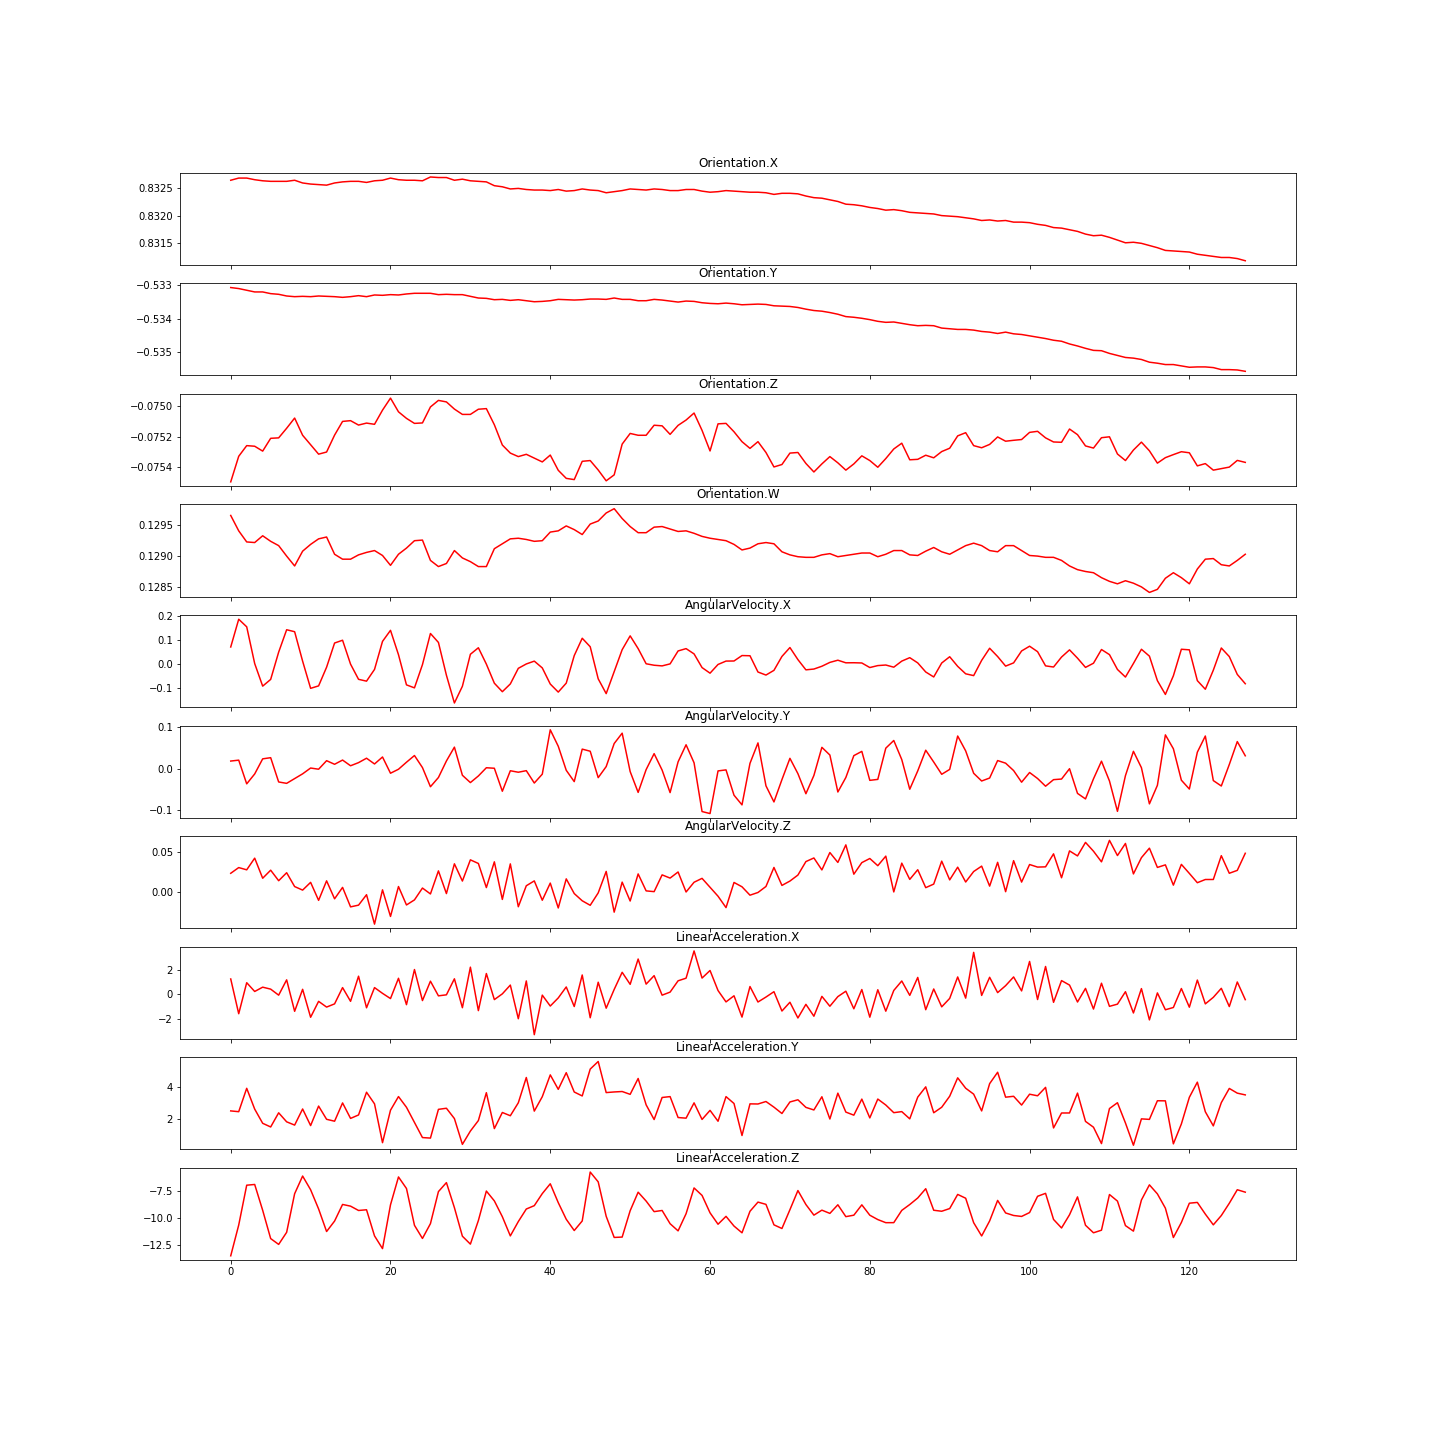 Orientation.X
0.8325
0.8320
0.8315
Orientation.Y
−0.533
−0.534
−0.535
Orientation.Z
−0.0750
−0.0752
−0.0754
Orientation.W
0.1295
0.1290
0.1285
AngularVelocity.X
0.2
0.1
0.0
−0.1
AngularVelocity.Y
0.1
0.0
−0.1
AngularVelocity.Z
0.05
0.00
LinearAcceleration.X
2
0
−2
LinearAcceleration.Y
4
2
LinearAcceleration.Z
−7.5
−10.0
−12.5
0 20 40 60 80 100 120